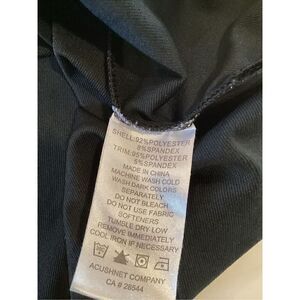 SHELL:92%POLYESTER
8%SPANDEX
TRIM:95%POLYESTER
5%SPANDEX
MADE IN CHINA
MACHINE WASH COLD
WASH DARK COLORS
SEPARATELY
DO NOT BLEACH
DO NOT USE FABRIC
SOFTENERS
TUMBLE DRY LOW
REMOVE IMMEDIATELY
COOL IRON IF NECESSARY
ACUSHNET COMPANY
CA # 28544